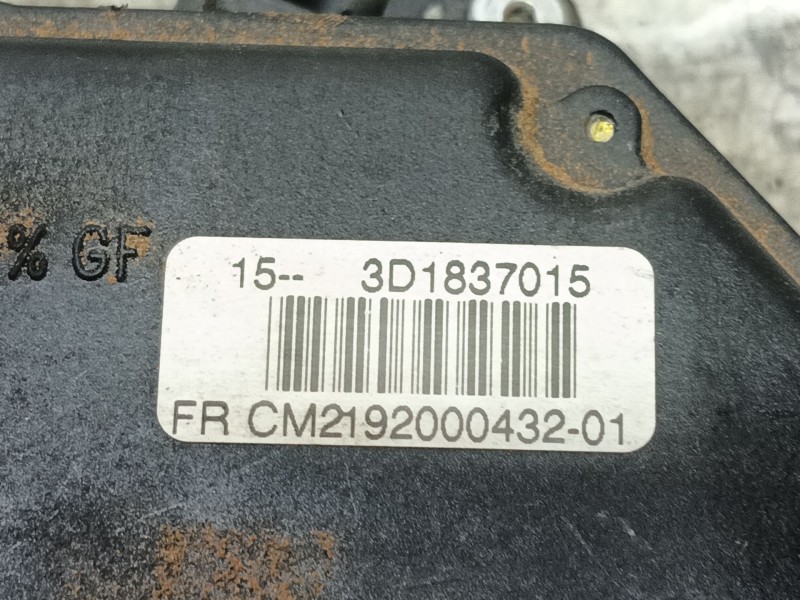 % GF
15-- 3D1837015
FR CM2192000432-01